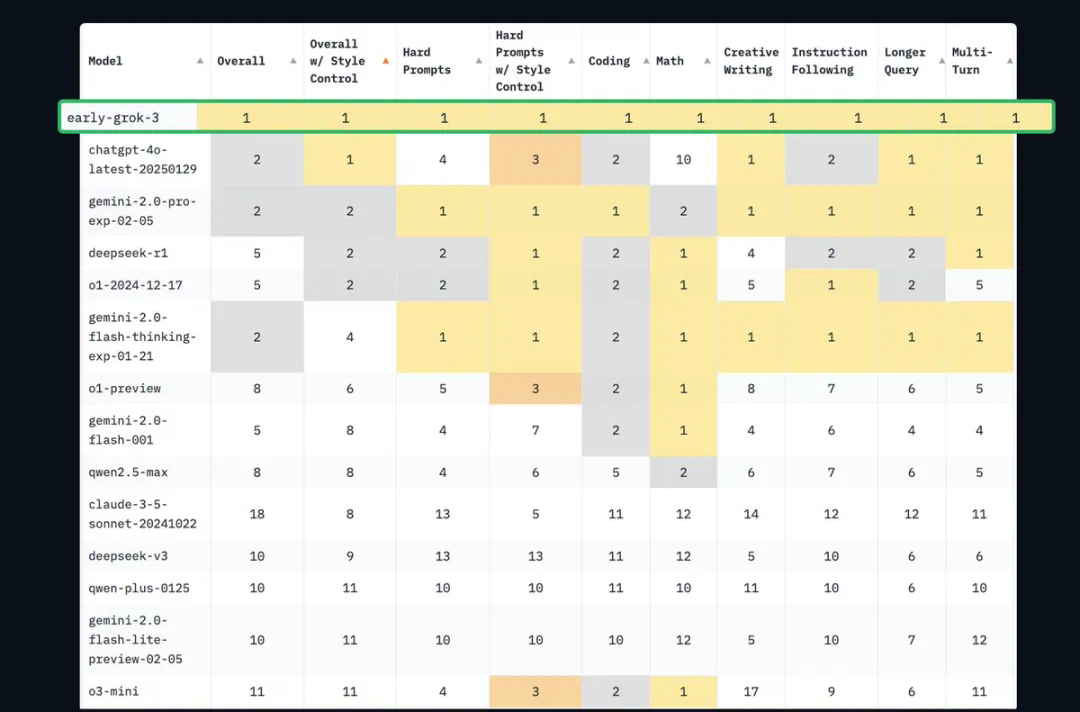 Model Overall Overall w/ Style Control Hard Prompts Hard Prompts w/ Style Control Coding Math Creative Writing Instruction Following Longer Query Multi-Turn
early-grok-3 1 1 1 1 1 1 1 1 1 1
chatgpt-4o-latest-20250129 2 1 4 3 2 10 1 2 1 1
gemini-2.0-pro-exp-02-05 2 2 1 1 1 2 1 1 1 1
deepseek-r1 5 2 2 1 2 1 4 2 2 1
o1-2024-12-17 5 2 2 1 2 1 5 1 2 5
gemini-2.0-flash-thinking-exp-01-21 2 4 1 1 2 1 1 1 1 1
o1-preview 8 6 5 3 2 1 8 7 6 5
gemini-2.0-flash-001 5 8 4 7 2 1 4 6 4 4
qwen2.5-max 8 8 4 6 5 2 6 7 6 5
claude-3-5-sonnet-20241022 18 8 13 5 11 12 14 12 12 11
deepseek-v3 10 9 13 13 11 12 5 10 6 6
qwen-plus-0125 10 11 10 10 11 10 11 10 6 10
gemini-2.0-flash-lite-preview-02-05 10 11 10 10 10 12 5 10 7 12
o3-mini 11 11 4 3 2 1 17 9 6 11